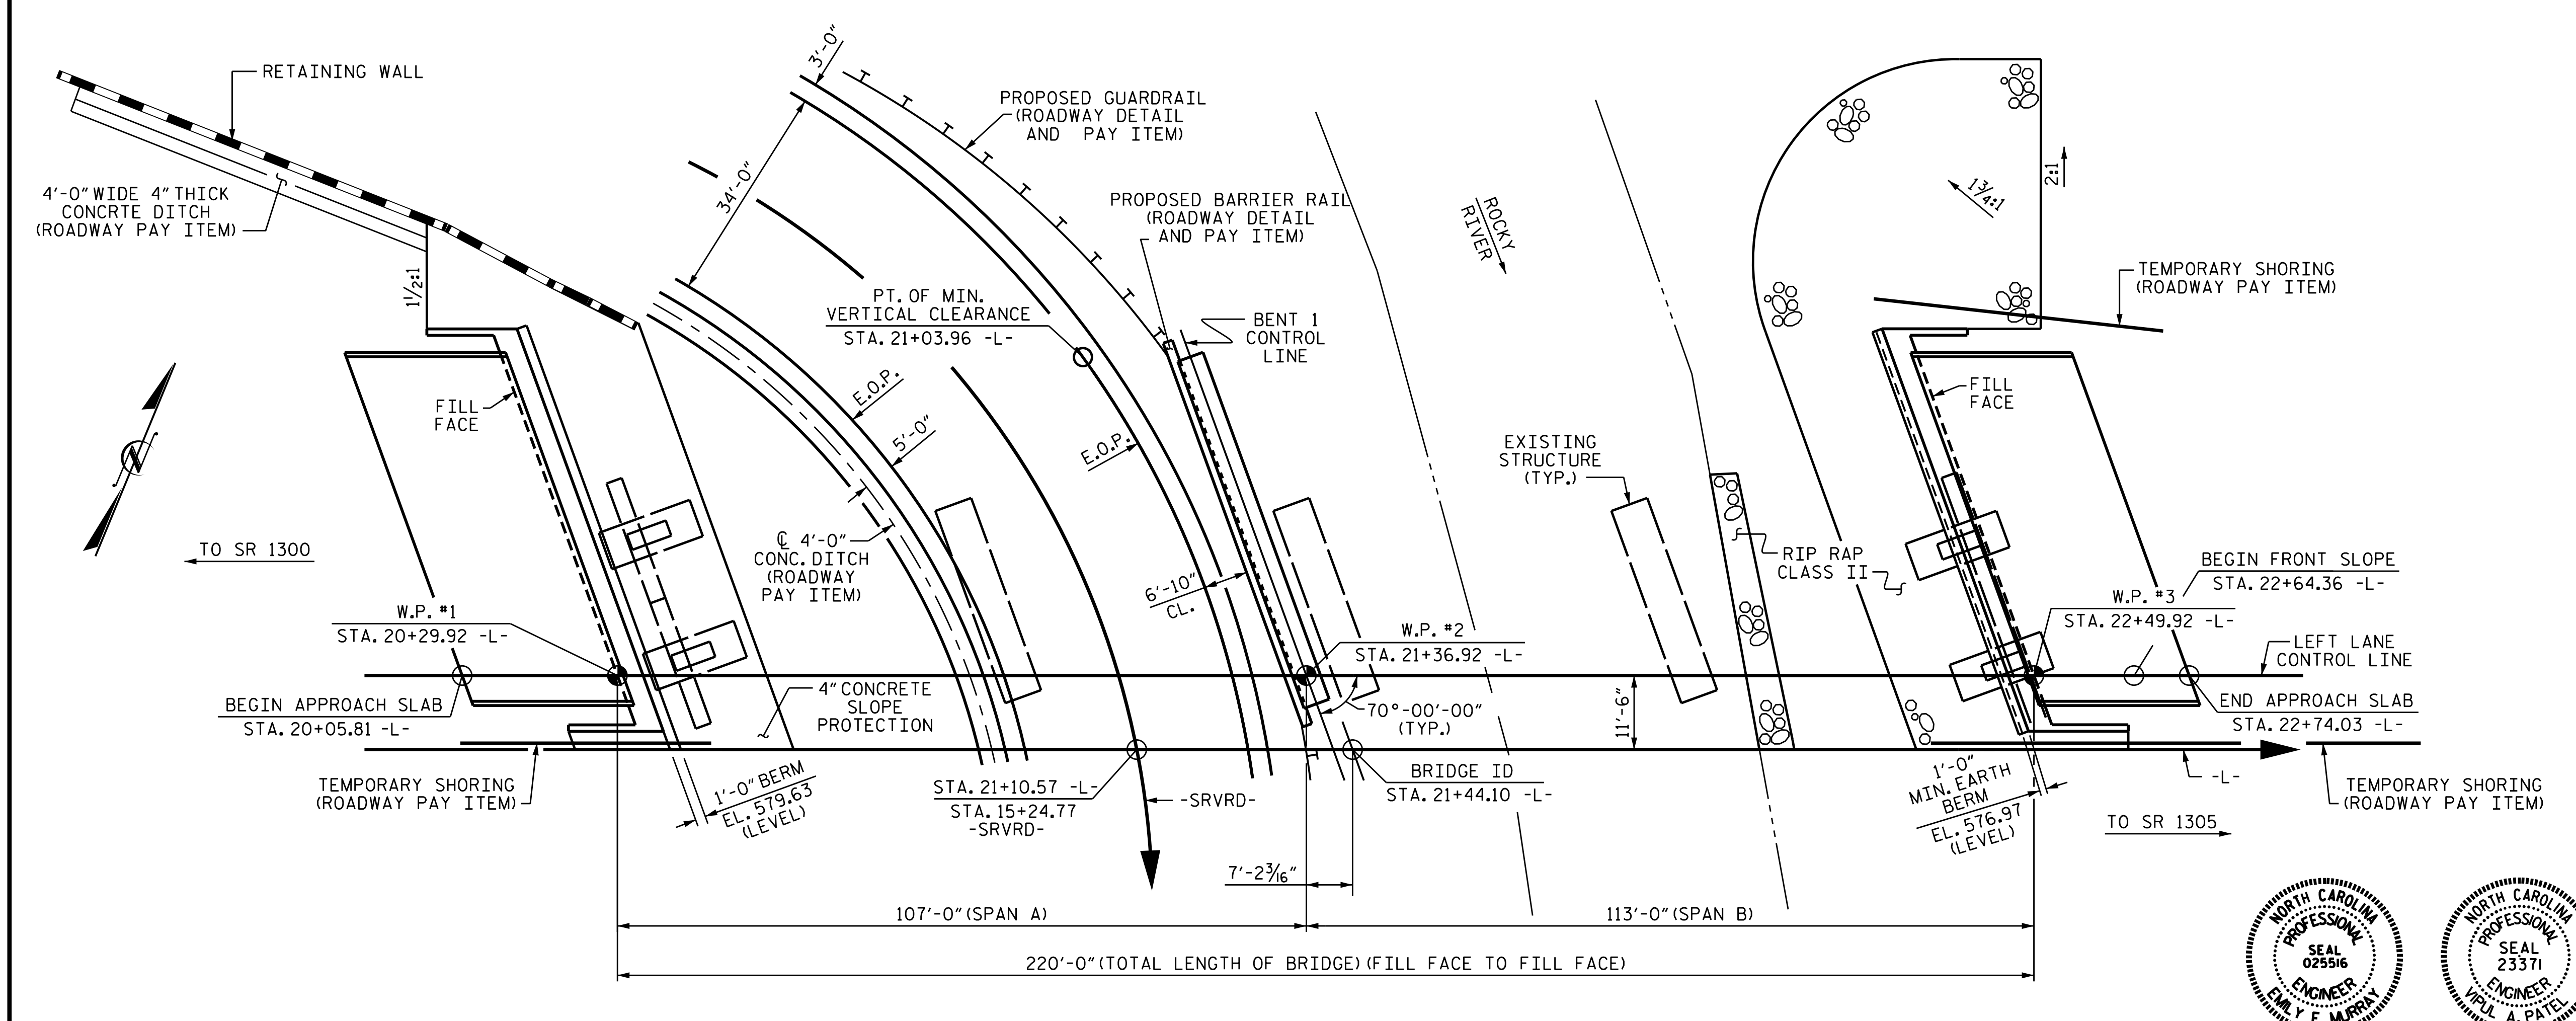 RETAINING WALL
4'-0" WIDE 4" THICK
CONCRTE DITCH
(ROADWAY PAY ITEM)
1½:1
3'-0"
34'-0"
PROPOSED GUARDRAIL
(ROADWAY DETAIL
AND PAY ITEM)
PROPOSED BARRIER RAIL
(ROADWAY DETAIL
AND PAY ITEM)
PT. OF MIN.
VERTICAL CLEARANCE
STA. 21+03.96 -L-
BENT 1
CONTROL
LINE
ROCKY
RIVER
1¾:1
2:1
TEMPORARY SHORING
(ROADWAY PAY ITEM)
FILL
FACE
E.O.P.
5'-0"
E.O.P.
EXISTING
STRUCTURE
(TYP.)
FILL
FACE
N
TO SR 1300
℄ 4'-0"
CONC. DITCH
(ROADWAY
PAY ITEM)
6'-10"
CL.
RIP RAP
CLASS II
BEGIN FRONT SLOPE
STA. 22+64.36 -L-
W.P. #1
STA. 20+29.92 -L-
W.P. #2
STA. 21+36.92 -L-
W.P. #3
STA. 22+49.92 -L-
LEFT LANE
CONTROL LINE
BEGIN APPROACH SLAB
STA. 20+05.81 -L-
4" CONCRETE
SLOPE
PROTECTION
70°-00'-00"
(TYP.)
11'-6"
END APPROACH SLAB
STA. 22+74.03 -L-
TEMPORARY SHORING
(ROADWAY PAY ITEM)
1'-0" BERM
EL. 579.63
(LEVEL)
STA. 21+10.57 -L-
STA. 15+24.77
-SRVRD-
-SRVRD-
BRIDGE ID
STA. 21+44.10 -L-
1'-0"
MIN. EARTH
BERM
EL. 576.97
(LEVEL)
-L-
TEMPORARY SHORING
(ROADWAY PAY ITEM)
TO SR 1305
7'-2 3/16"
107'-0" (SPAN A)
113'-0" (SPAN B)
220'-0" (TOTAL LENGTH OF BRIDGE) (FILL FACE TO FILL FACE)
NORTH CAROLINA
PROFESSIONAL
SEAL
025516
ENGINEER
EMILY E. MURRAY
NORTH CAROLINA
PROFESSIONAL
SEAL
23371
ENGINEER
VIPUL A. PATEL